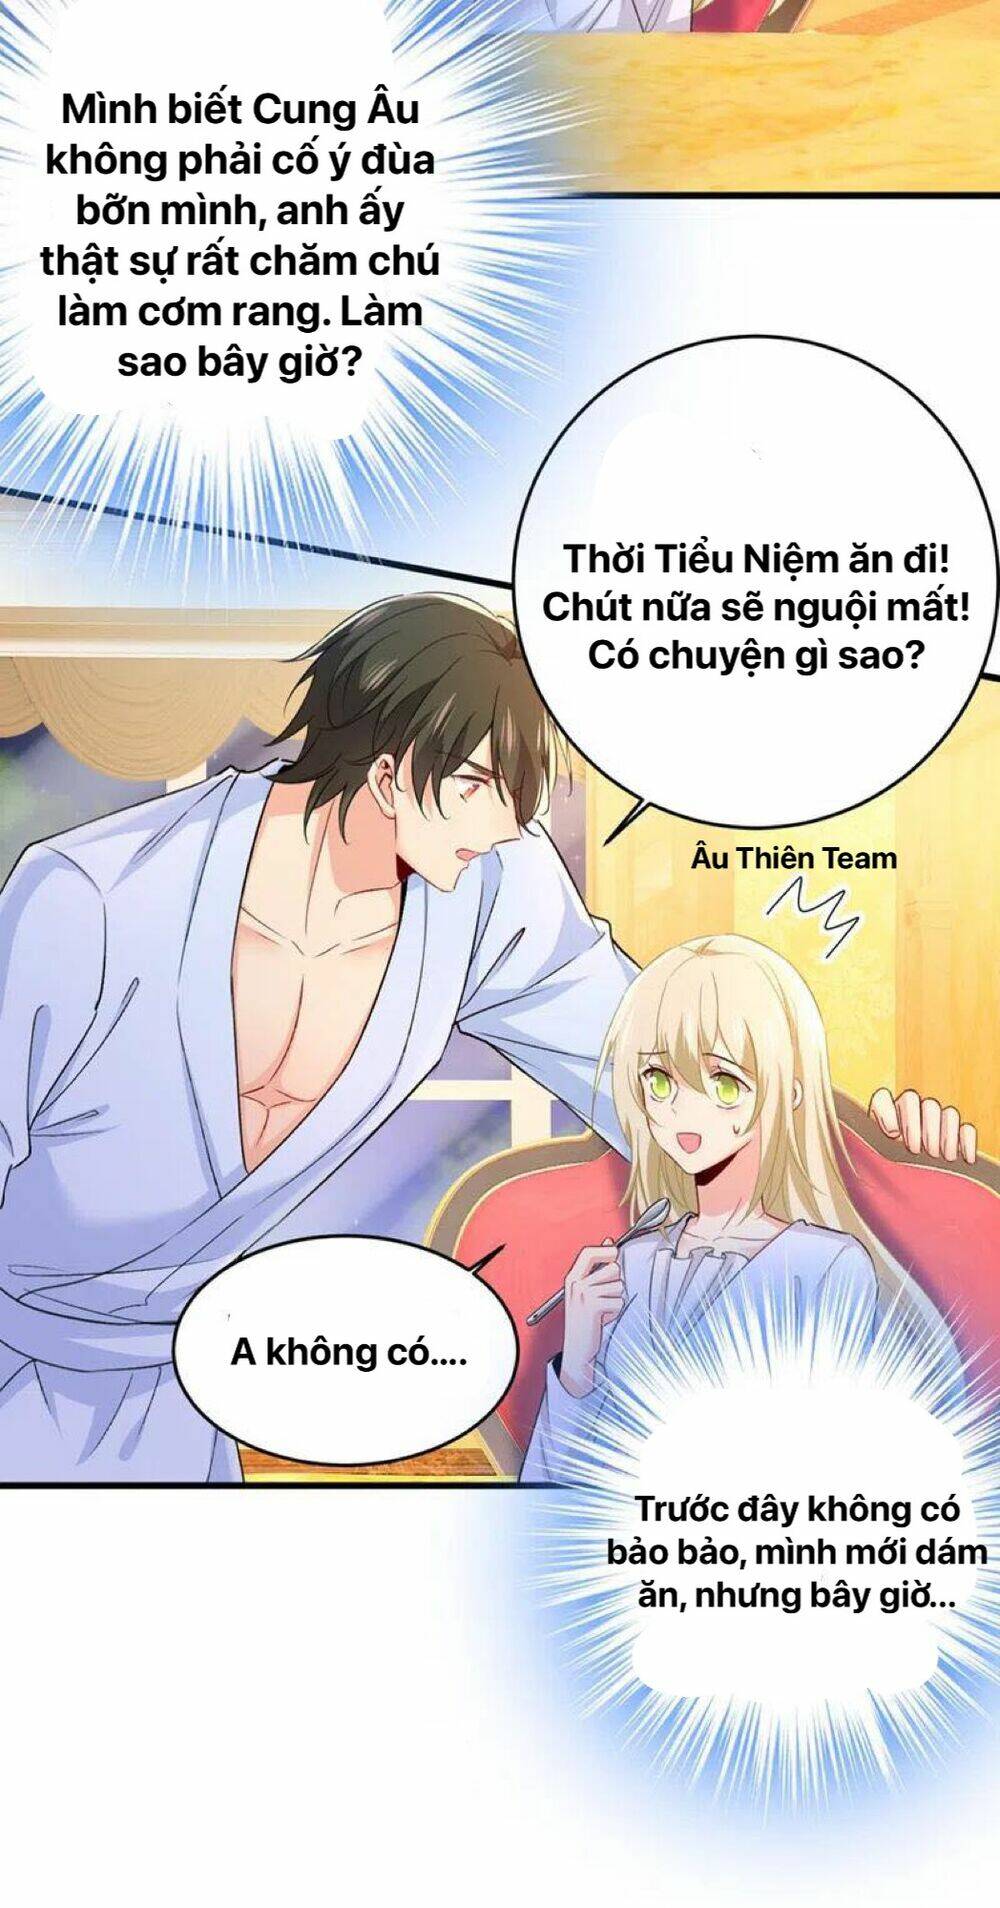 Mình biết Cung Âu
không phải cố ý đùa
bỡn mình, anh ấy
thật sự rất chăm chú
làm cơm rang. Làm
sao bây giờ?
Thời Tiểu Niệm ăn đi!
Chút nữa sẽ nguội mất!
Có chuyện gì sao?
Âu Thiên Team
A không có....
Trước đây không có
bảo bảo, mình mới dám
ăn, nhưng bây giờ...